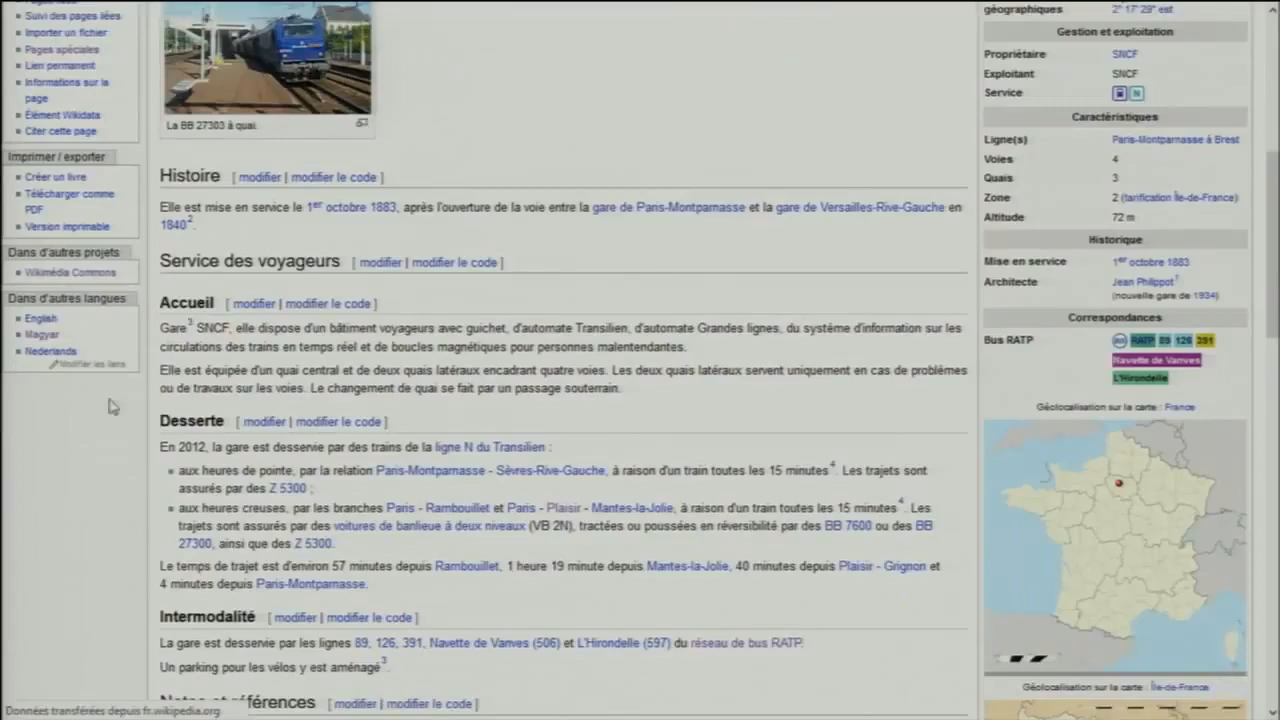 Suivi des pages liées
Importer un fichier
Pages spéciales
Lien permanent
Informations sur la
page
Élément Wikidata
Citer cette page
Imprimer / exporter
Créer un livre
Télécharger comme
PDF
Version imprimable
Dans d'autres projets
Wikimedia Commons
Dans d'autres langues
English
Magyar
Nederlands
Modifier les liens
La BB 27303 à quai.
Histoire [ modifier | modifier le code ]
Elle est mise en service le 1er octobre 1883, après l'ouverture de la voie entre la gare de Paris-Montparnasse et la gare de Versailles-Rive-Gauche en
18402.
Service des voyageurs [ modifier | modifier le code ]
Accueil [ modifier | modifier le code ]
Gare3 SNCF, elle dispose d'un bâtiment voyageurs avec guichet, d'automate Transilien, d'automate Grandes lignes, du système d'information sur les
circulations des trains en temps réel et de boucles magnétiques pour personnes malentendantes.
Elle est équipée d'un quai central et de deux quais latéraux encadrant quatre voies. Les deux quais latéraux servent uniquement en cas de problèmes
ou de travaux sur les voies. Le changement de quai se fait par un passage souterrain.
Desserte [ modifier | modifier le code ]
En 2012, la gare est desservie par des trains de la ligne N du Transilien :
aux heures de pointe, par la relation Paris-Montparnasse - Sèvres-Rive-Gauche, à raison d'un train toutes les 15 minutes4. Les trajets sont
assurés par des Z 5300 ;
aux heures creuses, par les branches Paris - Rambouillet et Paris - Plaisir - Mantes-la-Jolie, à raison d'un train toutes les 15 minutes4. Les
trajets sont assurés par des voitures de banlieue à deux niveaux (VB 2N), tractées ou poussées en réversibilité par des BB 7600 ou des BB
27300, ainsi que des Z 5300.
Le temps de trajet est d'environ 57 minutes depuis Rambouillet, 1 heure 19 minute depuis Mantes-la-Jolie, 40 minutes depuis Plaisir - Grignon et
4 minutes depuis Paris-Montparnasse.
Intermodalité [ modifier | modifier le code ]
La gare est desservie par les lignes 89, 126, 391, Navette de Vanves (506) et L'Hirondelle (597) du réseau de bus RATP.
Un parking pour les vélos y est aménagé3.
Notes et références [ modifier | modifier le code ]
Données transférées depuis fr.wikipedia.org
géographiques 2° 17′ 29″ est
Gestion et exploitation
Propriétaire SNCF
Exploitant SNCF
Service N
Caractéristiques
Ligne(s) Paris-Montparnasse à Brest
Voies 4
Quais 3
Zone 2 (tarification Île-de-France)
Altitude 72 m
Historique
Mise en service 1er octobre 1883
Architecte Jean Philippot1
(nouvelle gare de 1934)
Correspondances
Bus RATP BUS RATP 89 126 391
Navette de Vanves
L'Hirondelle
Géolocalisation sur la carte : France
Géolocalisation sur la carte : Île-de-France